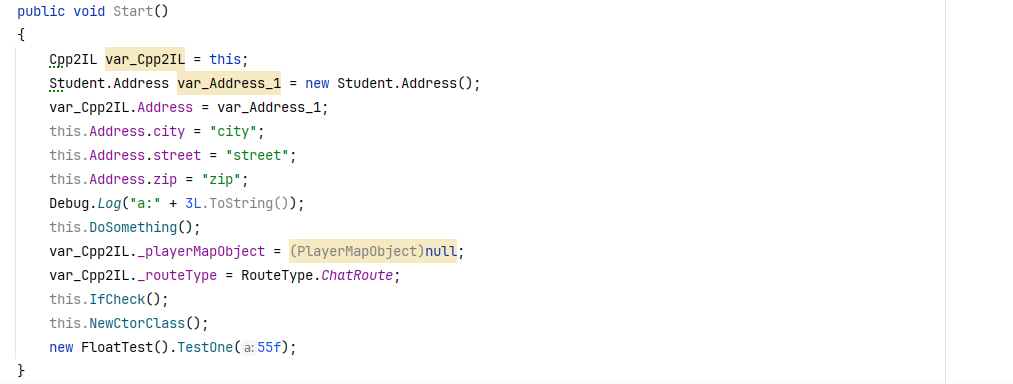 public void Start()
{
Cpp2IL var_Cpp2IL = this;
Student.Address var_Address_1 = new Student.Address();
var_Cpp2IL.Address = var_Address_1;
this.Address.city = "city";
this.Address.street = "street";
this.Address.zip = "zip";
Debug.Log("a:" + 3L.ToString());
this.DoSomething();
var_Cpp2IL._playerMapObject = (PlayerMapObject)null;
var_Cpp2IL._routeType = RouteType.ChatRoute;
this.IfCheck();
this.NewCtorClass();
new FloatTest().TestOne(a:55f);
}